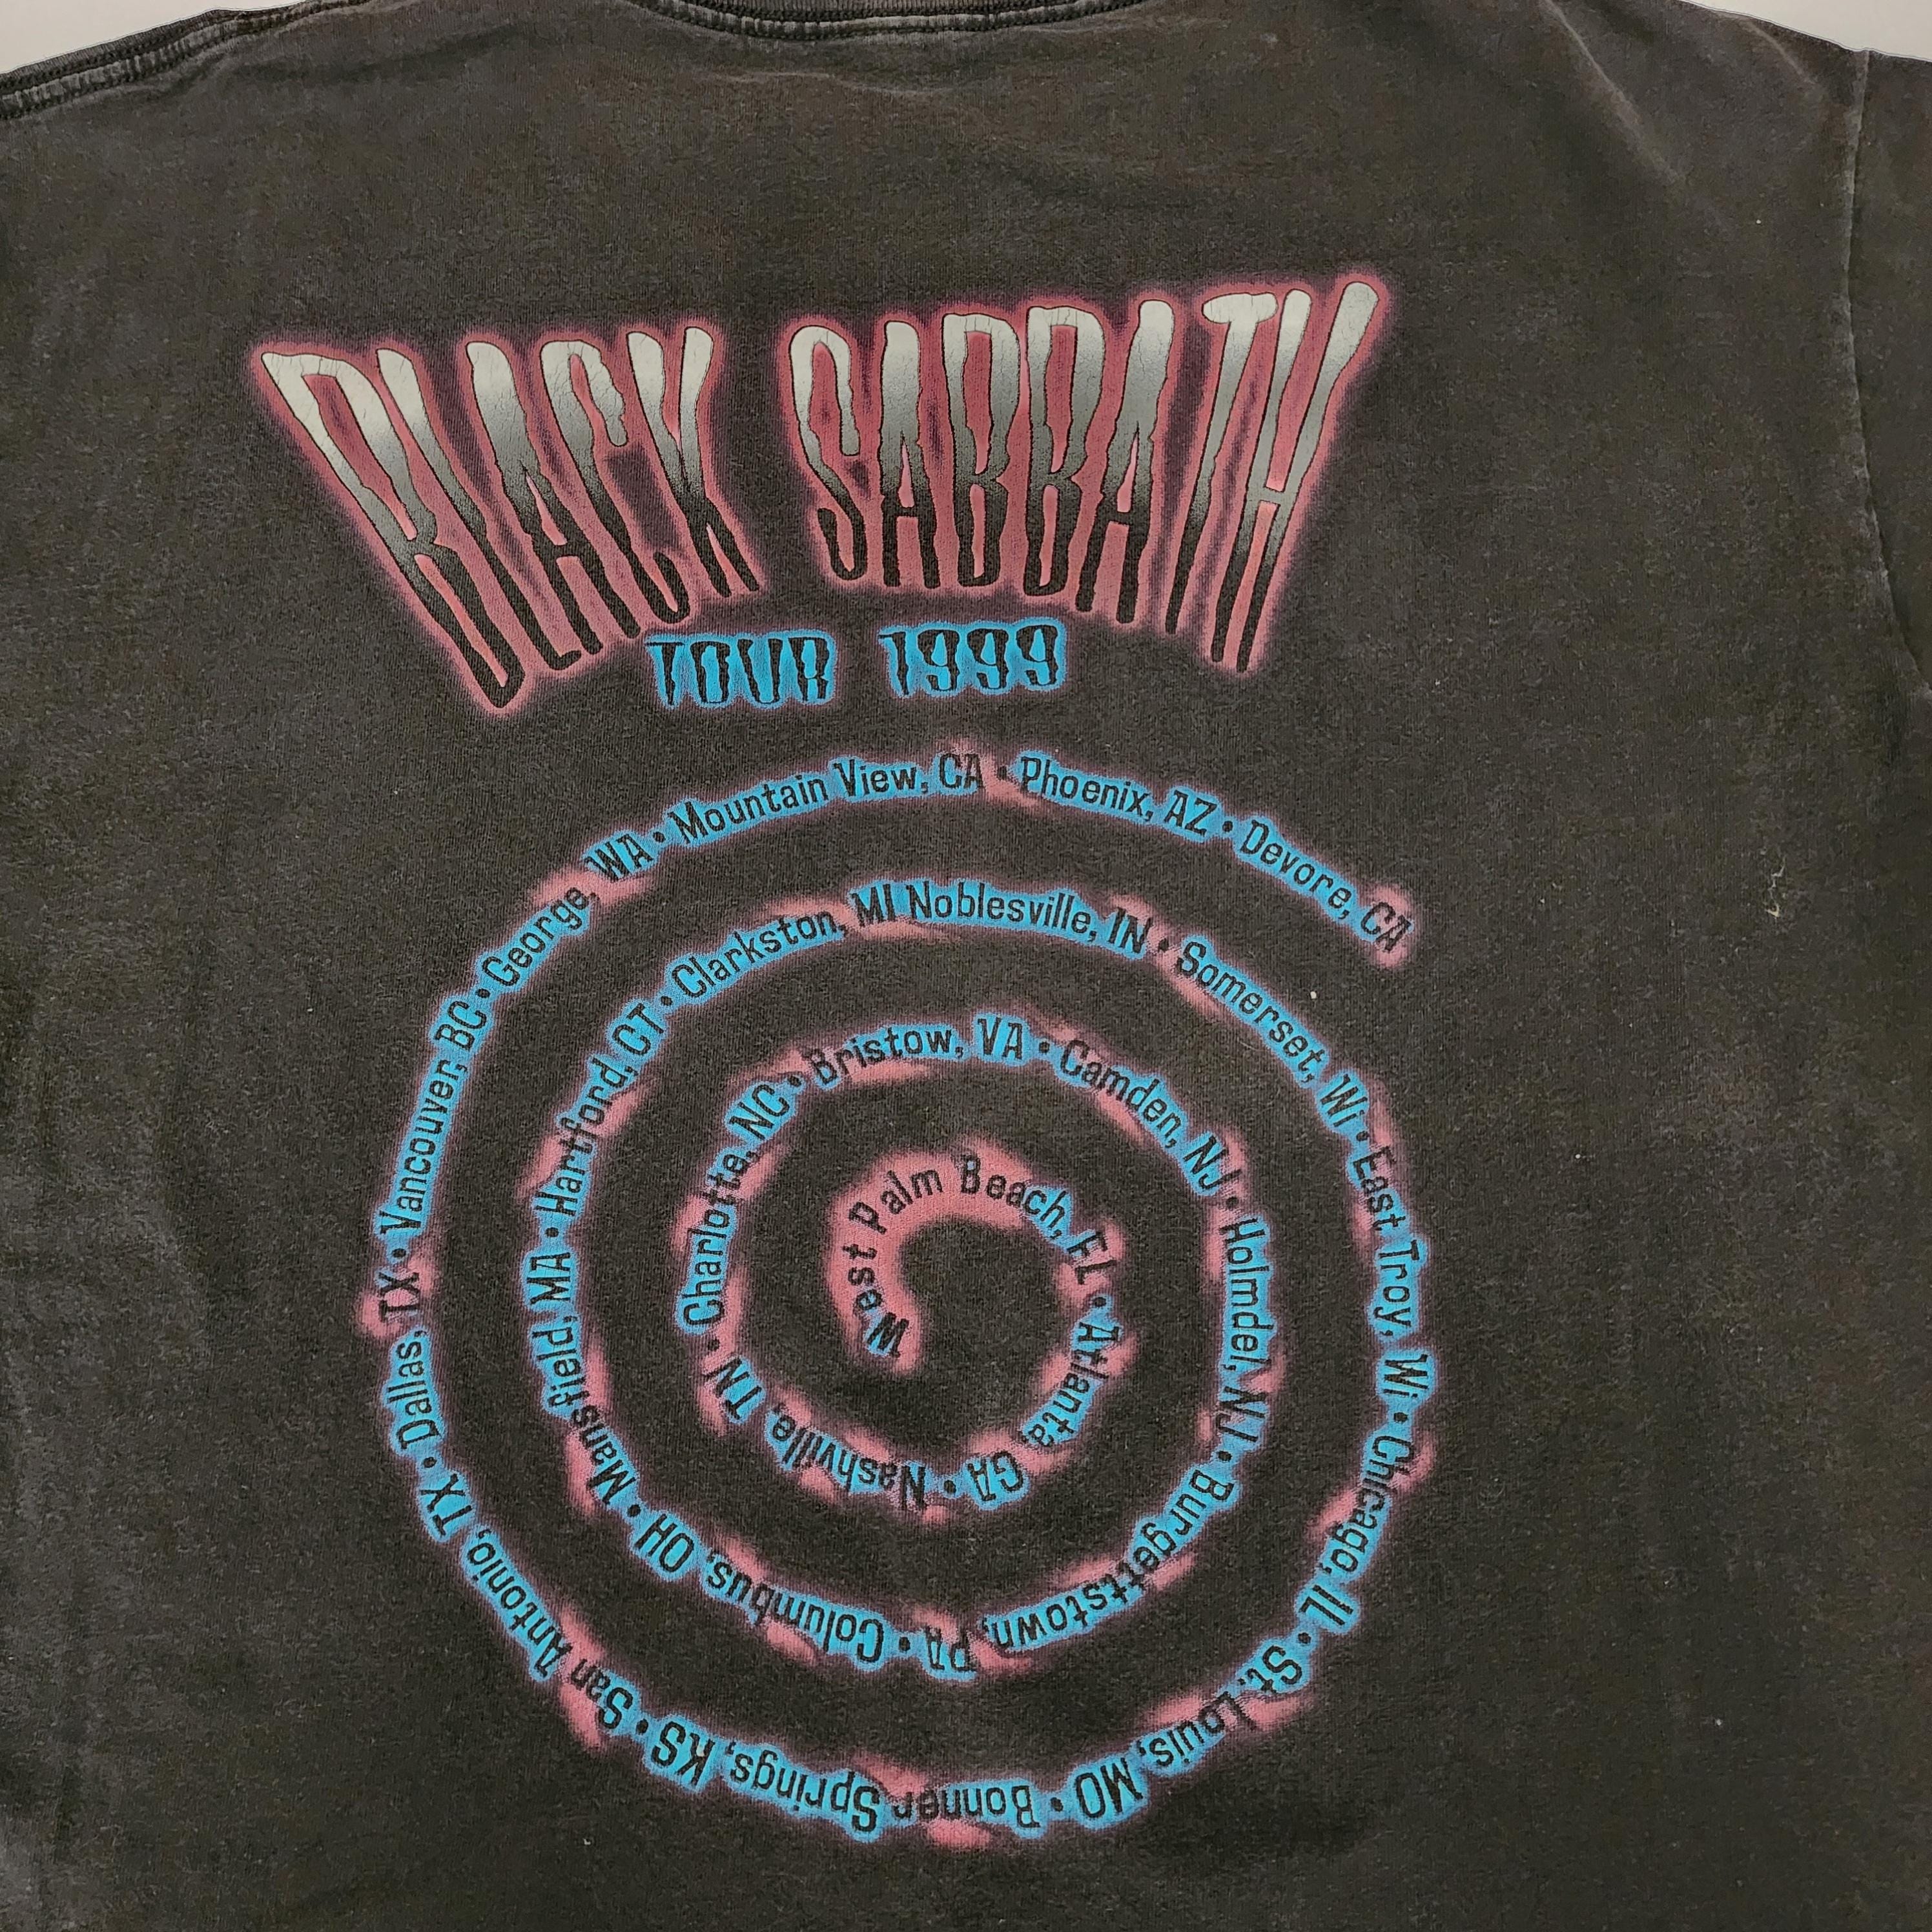 BLACK SABBATH
TOUR 1999
West Palm Beach, FL • Atlanta, GA • Nashville, TN • Charlotte, NC • Bristow, VA • Camden, NJ • Holmdel, NJ • Burgettstown, PA • Columbus, OH • Mansfield, MA • Hartford, CT • Clarkston, MI Noblesville, IN • Somerset, Wi • East Troy, Wi • Chicago IL • St. Louis, MO • Bonner Springs, KS • San Antonio, TX • Dallas, TX • Vancouver, BC • George, WA • Mountain View, CA • Phoenix, AZ • Devore, CA